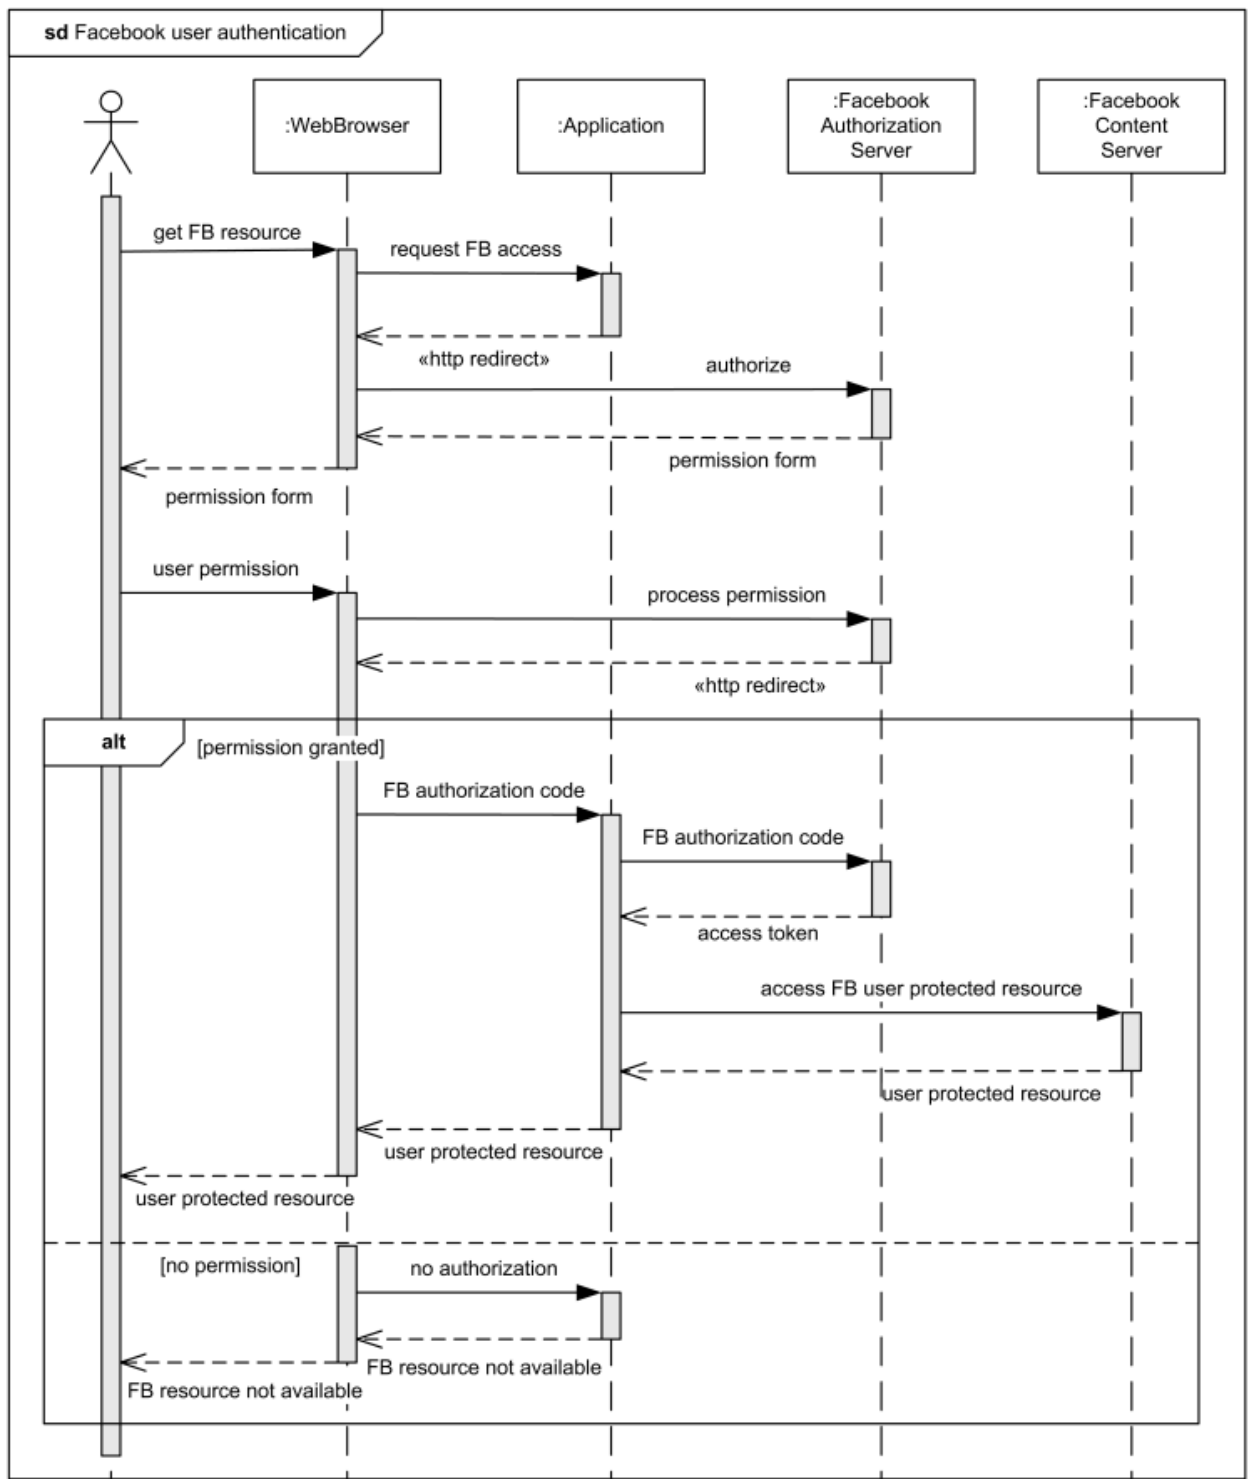 sd Facebook user authentication
:WebBrowser
:Application
:Facebook
Authorization
Server
:Facebook
Content
Server
get FB resource
request FB access
«http redirect»
authorize
permission form
permission form
user permission
process permission
«http redirect»
alt
[permission granted]
FB authorization code
FB authorization code
access token
access FB user protected resource
user protected resource
user protected resource
user protected resource
[no permission]
no authorization
FB resource not available
FB resource not available